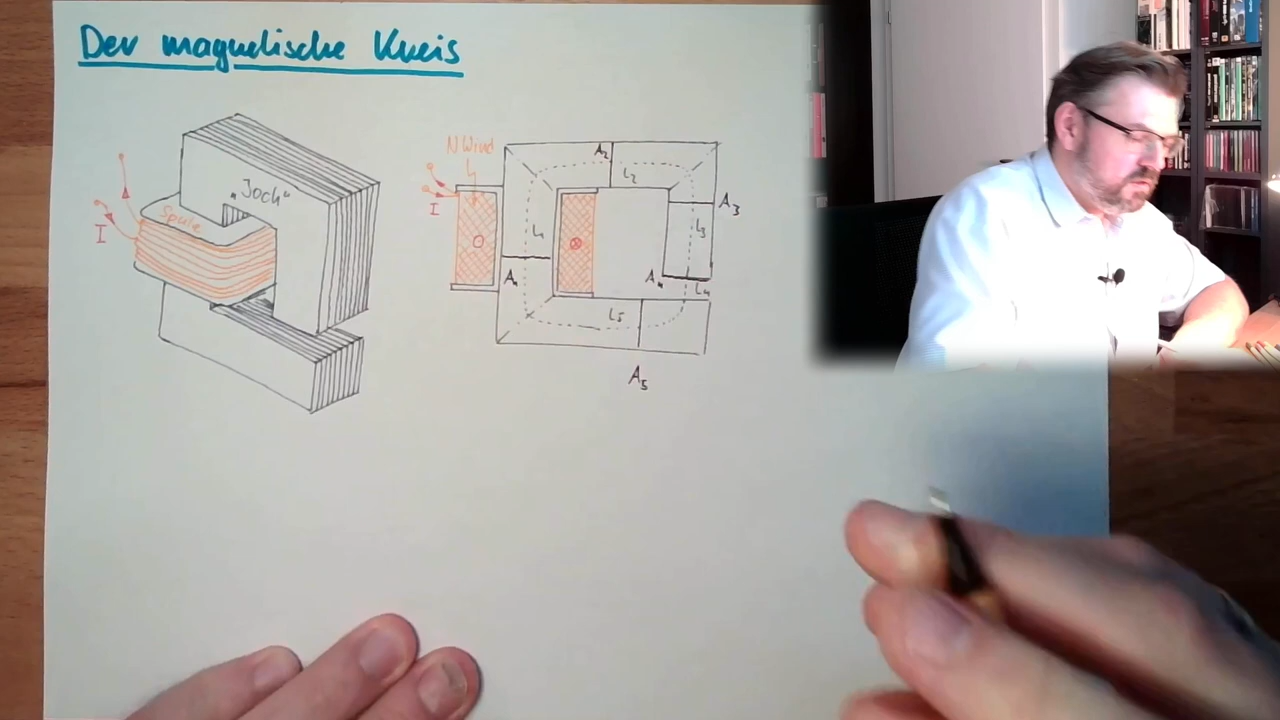 Der magnetische Kreis
"Joch"
Spule
I
N Wind
I
A2
l2
A3
l1
l3
A1
A4
l4
l5
A5